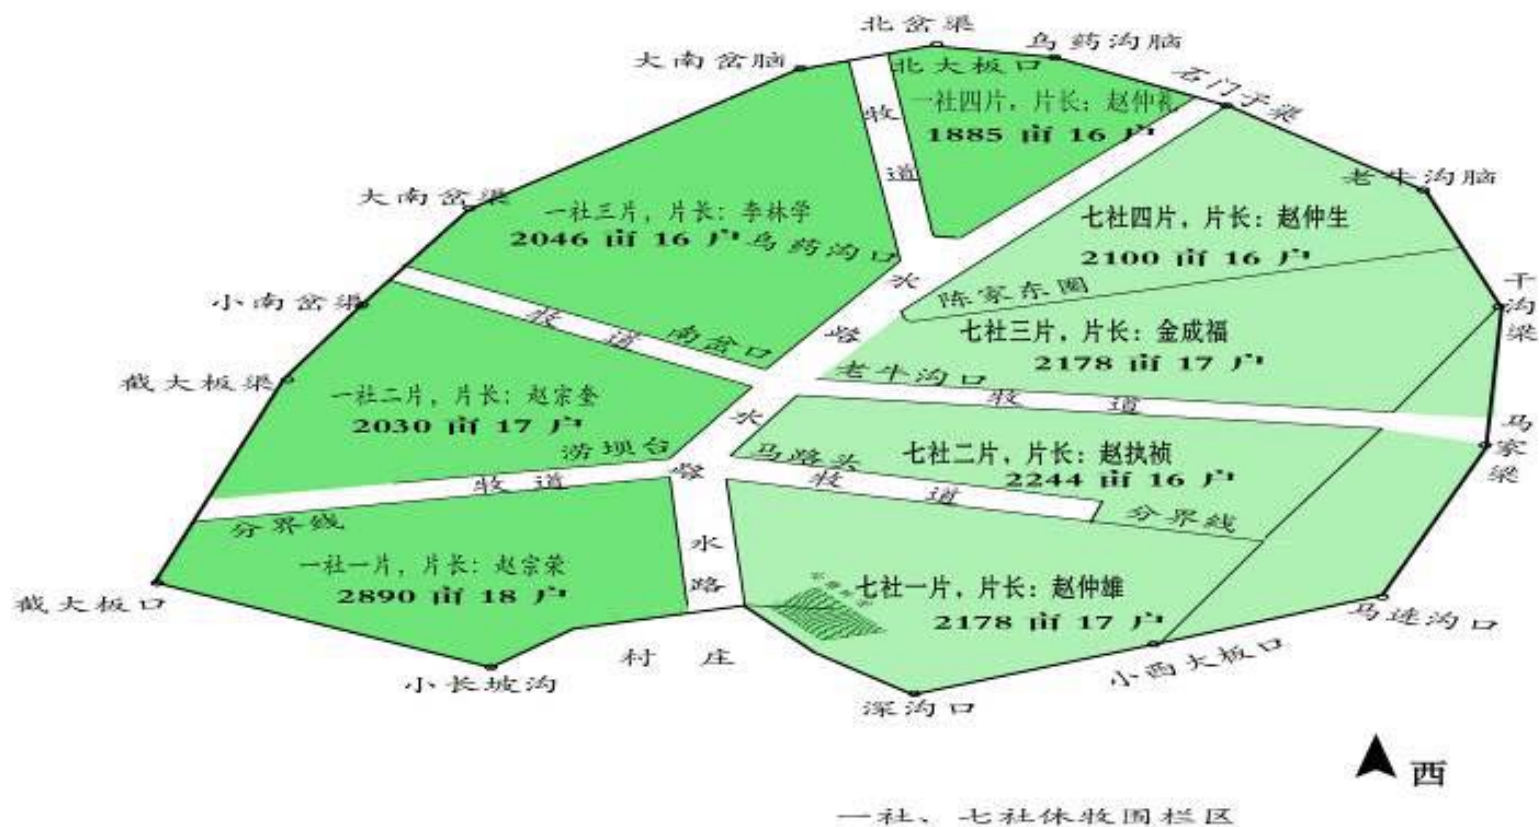 北岔渠
乌药沟脑
大南岔脑
北大板口
石门子梁
一社四片，片长：赵仲礼
牧道
1885 亩 16 户
老牛沟脑
大南岔渠
一社三片，片长：李林学
2046 亩 16 户
乌药沟口
七社四片，片长：赵仲生
2100 亩 16 户
水路
陈家东圈
干沟梁
小南岔渠
牧道
南岔口
七社三片，片长：金成福
2178 亩 17 户
老牛沟口
牧道
截大板渠
一社二片，片长：赵宗奎
2030 亩 17 户
水路
马家梁
涝坝台
马路头
七社二片，片长：赵执祯
2244 亩 16 户
牧道
牧道
分界线
分界线
一社一片，片长：赵宗荣
2890 亩 18 户
水路
七社一片，片长：赵仲雄
2178 亩 17 户
截大板口
马迷沟口
村庄
小西大板口
小长坡沟
深沟口
西
一社、七社休牧围栏区